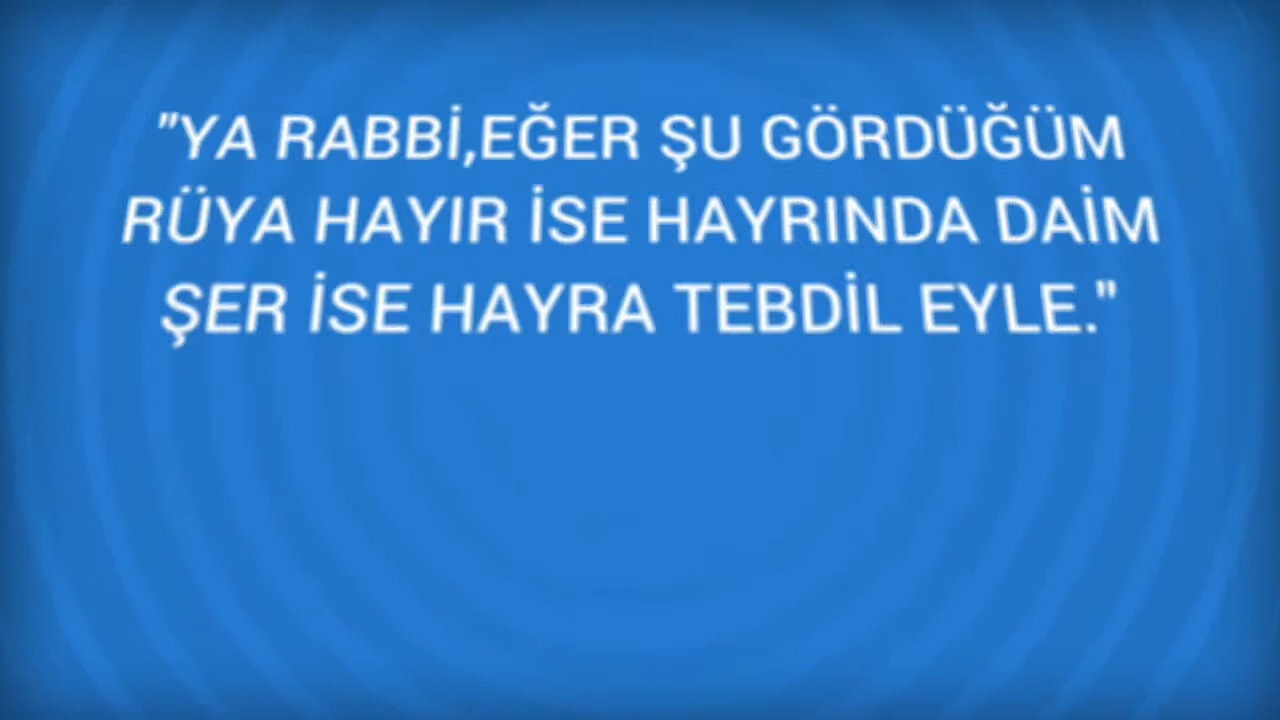 "YA RABBİ,EĞER ŞU GÖRDÜĞÜM
RÜYA HAYIR İSE HAYRINDA DAİM
ŞER İSE HAYRA TEBDİL EYLE."